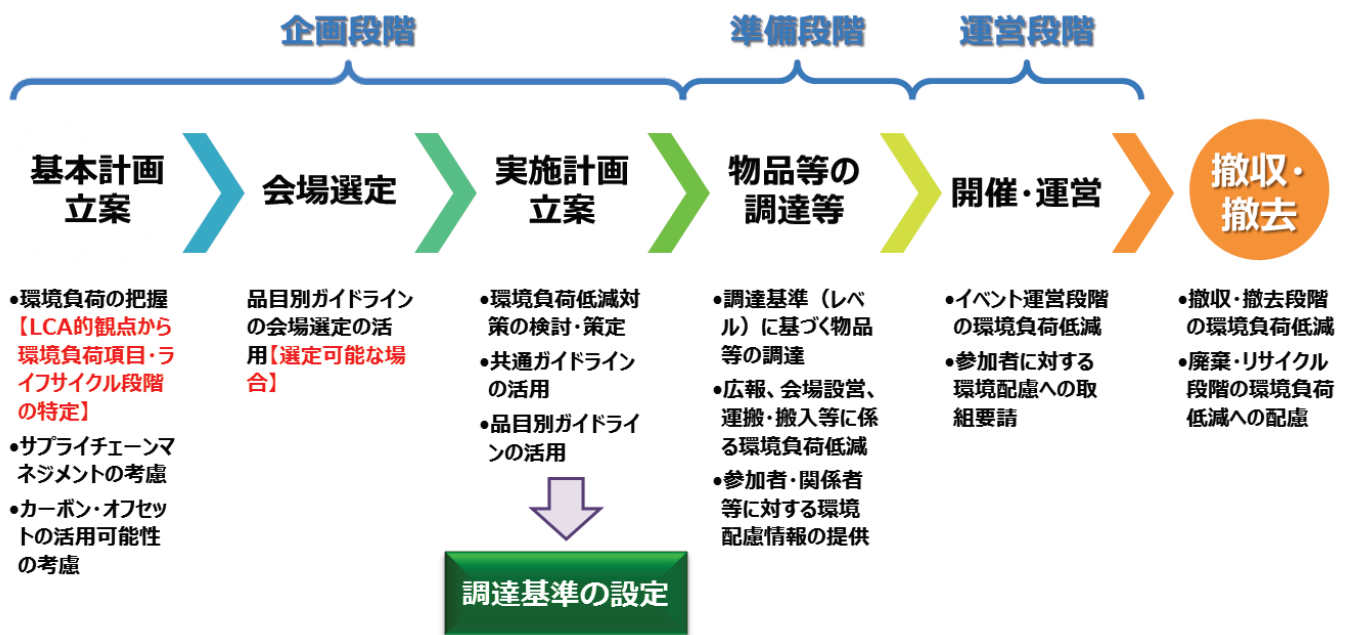 企画段階
準備段階
運営段階
基本計画
立案
会場選定
実施計画
立案
物品等の
調達等
開催・運営
撤収・
撤去
•環境負荷の把握
【LCA的観点から
環境負荷項目・ラ
イフサイクル段階
の特定】
•サプライチェーンマ
ネジメントの考慮
•カーボン・オフセッ
トの活用可能性
の考慮
品目別ガイドライン
の会場選定の活
用【選定可能な場
合】
•環境負荷低減対
策の検討・策定
•共通ガイドライン
の活用
•品目別ガイドライ
ンの活用
調達基準の設定
•調達基準（レベ
ル）に基づく物品
等の調達
•広報、会場設営、
運搬・搬入等に係
る環境負荷低減
•参加者・関係者
等に対する環境
配慮情報の提供
•イベント運営段階
の環境負荷低減
•参加者に対する
環境配慮への取
組要請
•撤収・撤去段階
の環境負荷低減
•廃棄・リサイクル
段階の環境負荷
低減への配慮